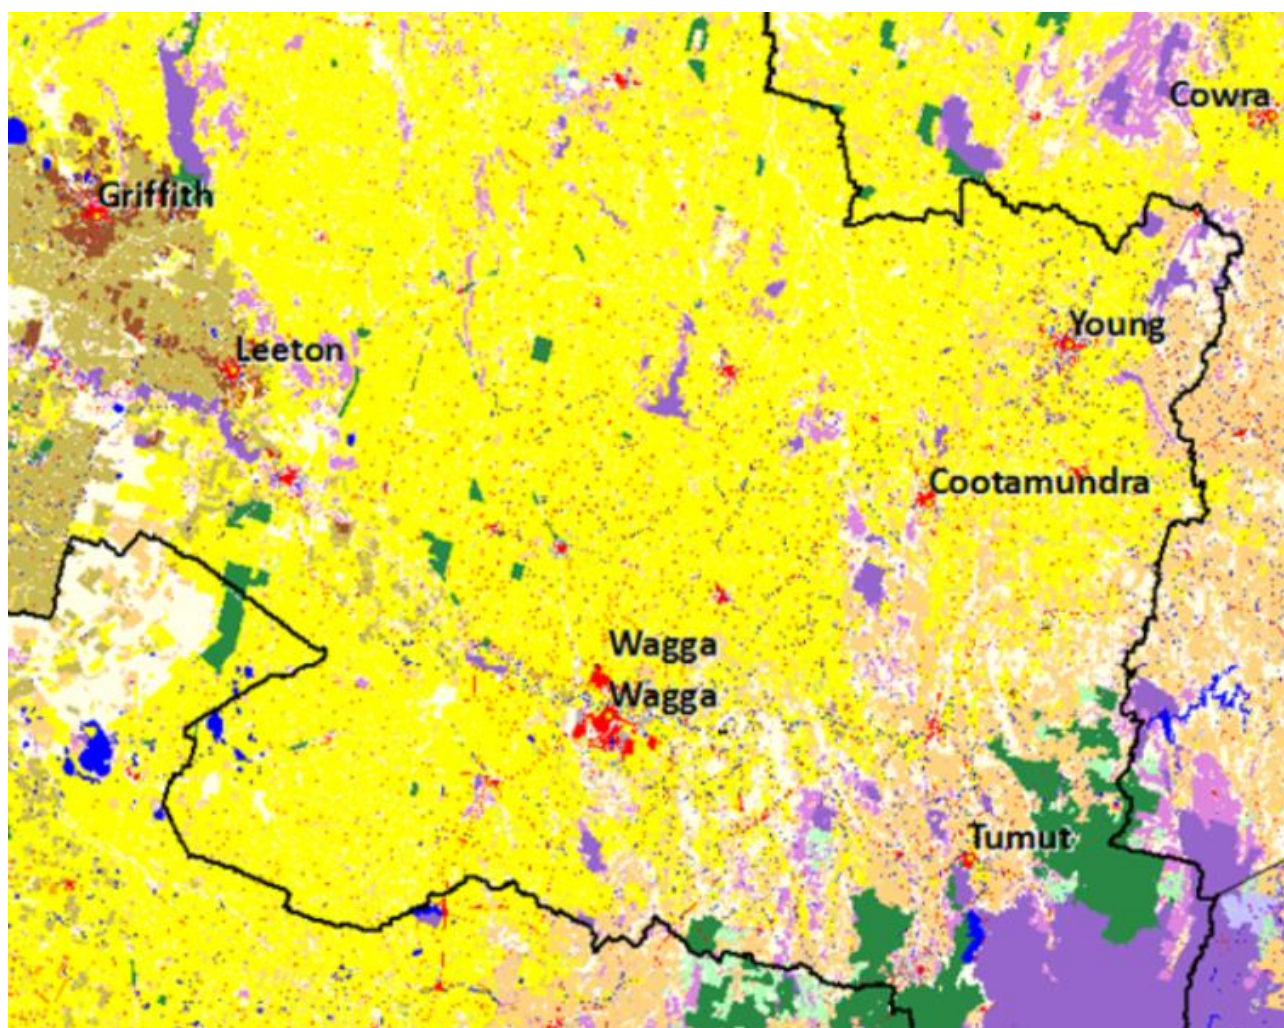 Cowra
Griffith
Young
Leeton
Cootamundra
Wagga
Wagga
Tumut